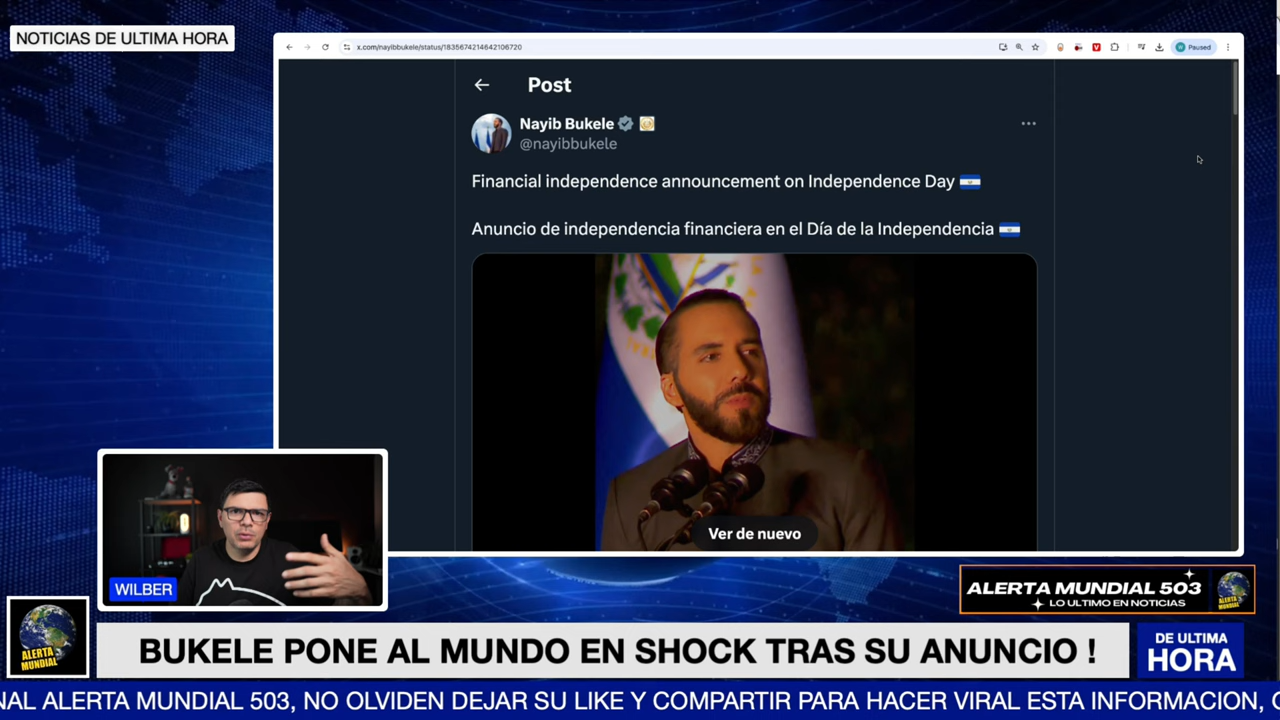 NOTICIAS DE ULTIMA HORA
x.com/nayibbukele/status/1835674214642106720
Paused
Post
Nayib Bukele
@nayibbukele
Financial independence announcement on Independence Day
Anuncio de independencia financiera en el Día de la Independencia
Ver de nuevo
WILBER
ALERTA MUNDIAL 503
LO ULTIMO EN NOTICIAS
ALERTA
MUNDIAL
ALERTA
MUNDIAL
BUKELE PONE AL MUNDO EN SHOCK TRAS SU ANUNCIO !
DE ULTIMA
HORA
NAL ALERTA MUNDIAL 503, NO OLVIDEN DEJAR SU LIKE Y COMPARTIR PARA HACER VIRAL ESTA INFORMACION,